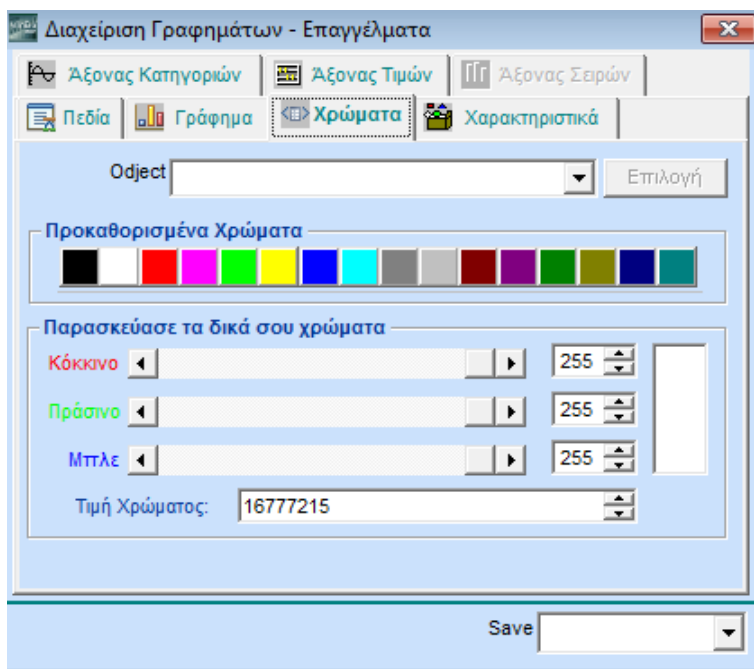 Διαχείριση Γραφημάτων - Επαγγέλματα
Άξονας Κατηγοριών Άξονας Τιμών Άξονας Σειρών
Πεδία Γράφημα Χρώματα Χαρακτηριστικά
Odject Επιλογή
Προκαθορισμένα Χρώματα
Παρασκεύασε τα δικά σου χρώματα
Κόκκινο 255
Πράσινο 255
Μπλε 255
Τιμή Χρώματος: 16777215
Save